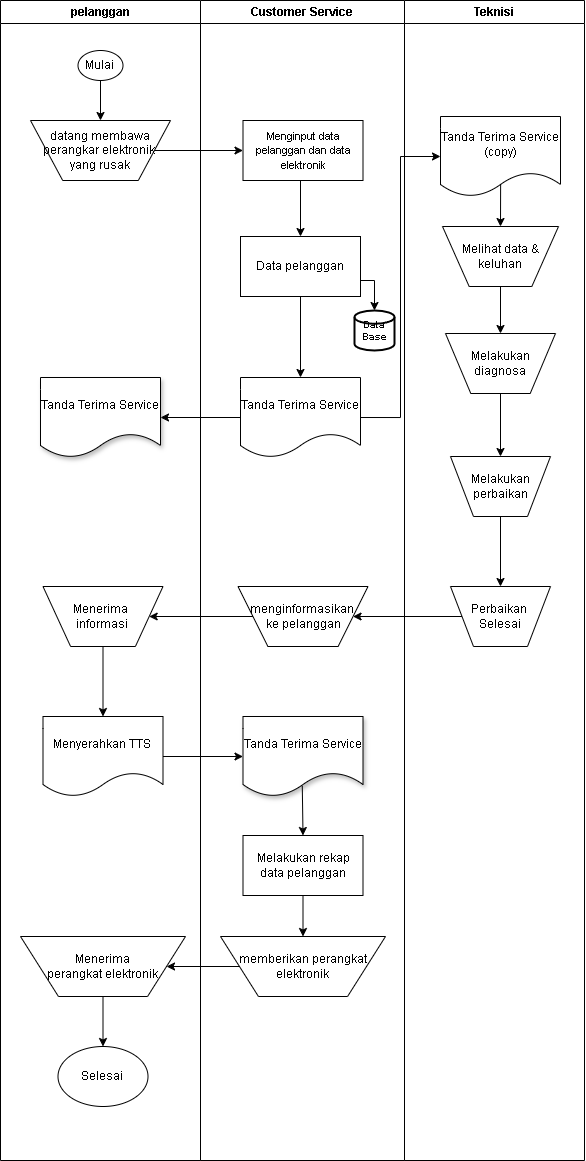 pelanggan
Customer Service
Teknisi
Mulai
datang membawa
perangkar elektronik
yang rusak
Menginput data
pelanggan dan data
elektronik
Tanda Terima Service
(copy)
Data pelanggan
Melihat data &
keluhan
Data
Base
Melakukan
diagnosa
Tanda Terima Service
Tanda Terima Service
Melakukan
perbaikan
Menerima
informasi
menginformasikan
ke pelanggan
Perbaikan
Selesai
Menyerahkan TTS
Tanda Terima Service
Melakukan rekap
data pelanggan
Menerima
perangkat elektronik
memberikan perangkat
elektronik
Selesai